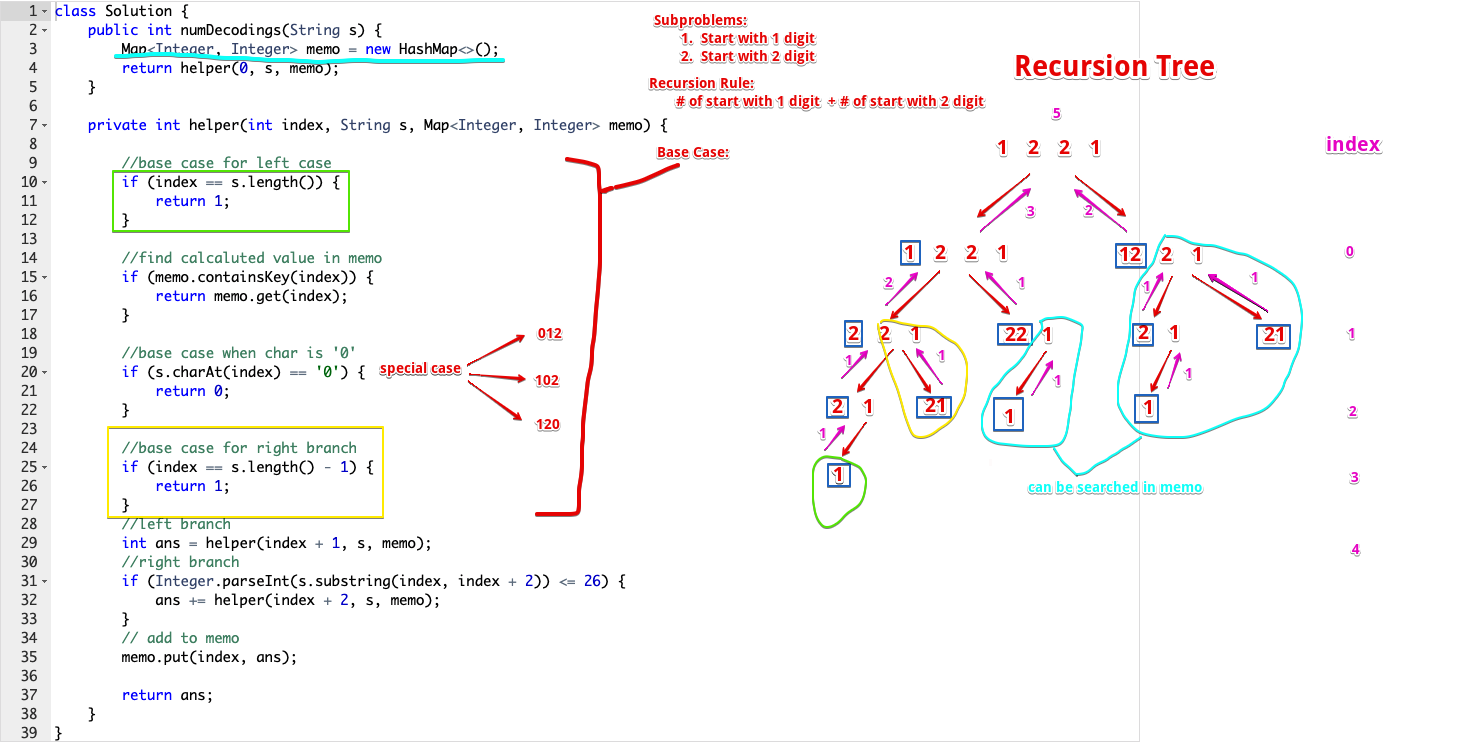 1 class Solution {
2 public int numDecodings(String s) {
3 Map<Integer, Integer> memo = new HashMap<>();
4 return helper(0, s, memo);
5 }
6
7 private int helper(int index, String s, Map<Integer, Integer> memo) {
8
9 //base case for left case
10 if (index == s.length()) {
11 return 1;
12 }
13
14 //find calcaluted value in memo
15 if (memo.containsKey(index)) {
16 return memo.get(index);
17 }
18
19 //base case when char is '0'
20 if (s.charAt(index) == '0') {
21 return 0;
22 }
23
24 //base case for right branch
25 if (index == s.length() - 1) {
26 return 1;
27 }
28 //left branch
29 int ans = helper(index + 1, s, memo);
30 //right branch
31 if (Integer.parseInt(s.substring(index, index + 2)) <= 26) {
32 ans += helper(index + 2, s, memo);
33 }
34 // add to memo
35 memo.put(index, ans);
36
37 return ans;
38 }
39 }
Subproblems:
1. Start with 1 digit
2. Start with 2 digit
Recursion Rule:
# of start with 1 digit + # of start with 2 digit
Base Case:
special case
012
102
120
Recursion Tree
5
1 2 2 1
index
3 2
1 2 2 1 12 2 1 0
2 1 1 1
2 2 1 22 1 2 1 21 1
1 1 1 1
2 1 21 1 1 2
1
1 3
can be searched in memo
4